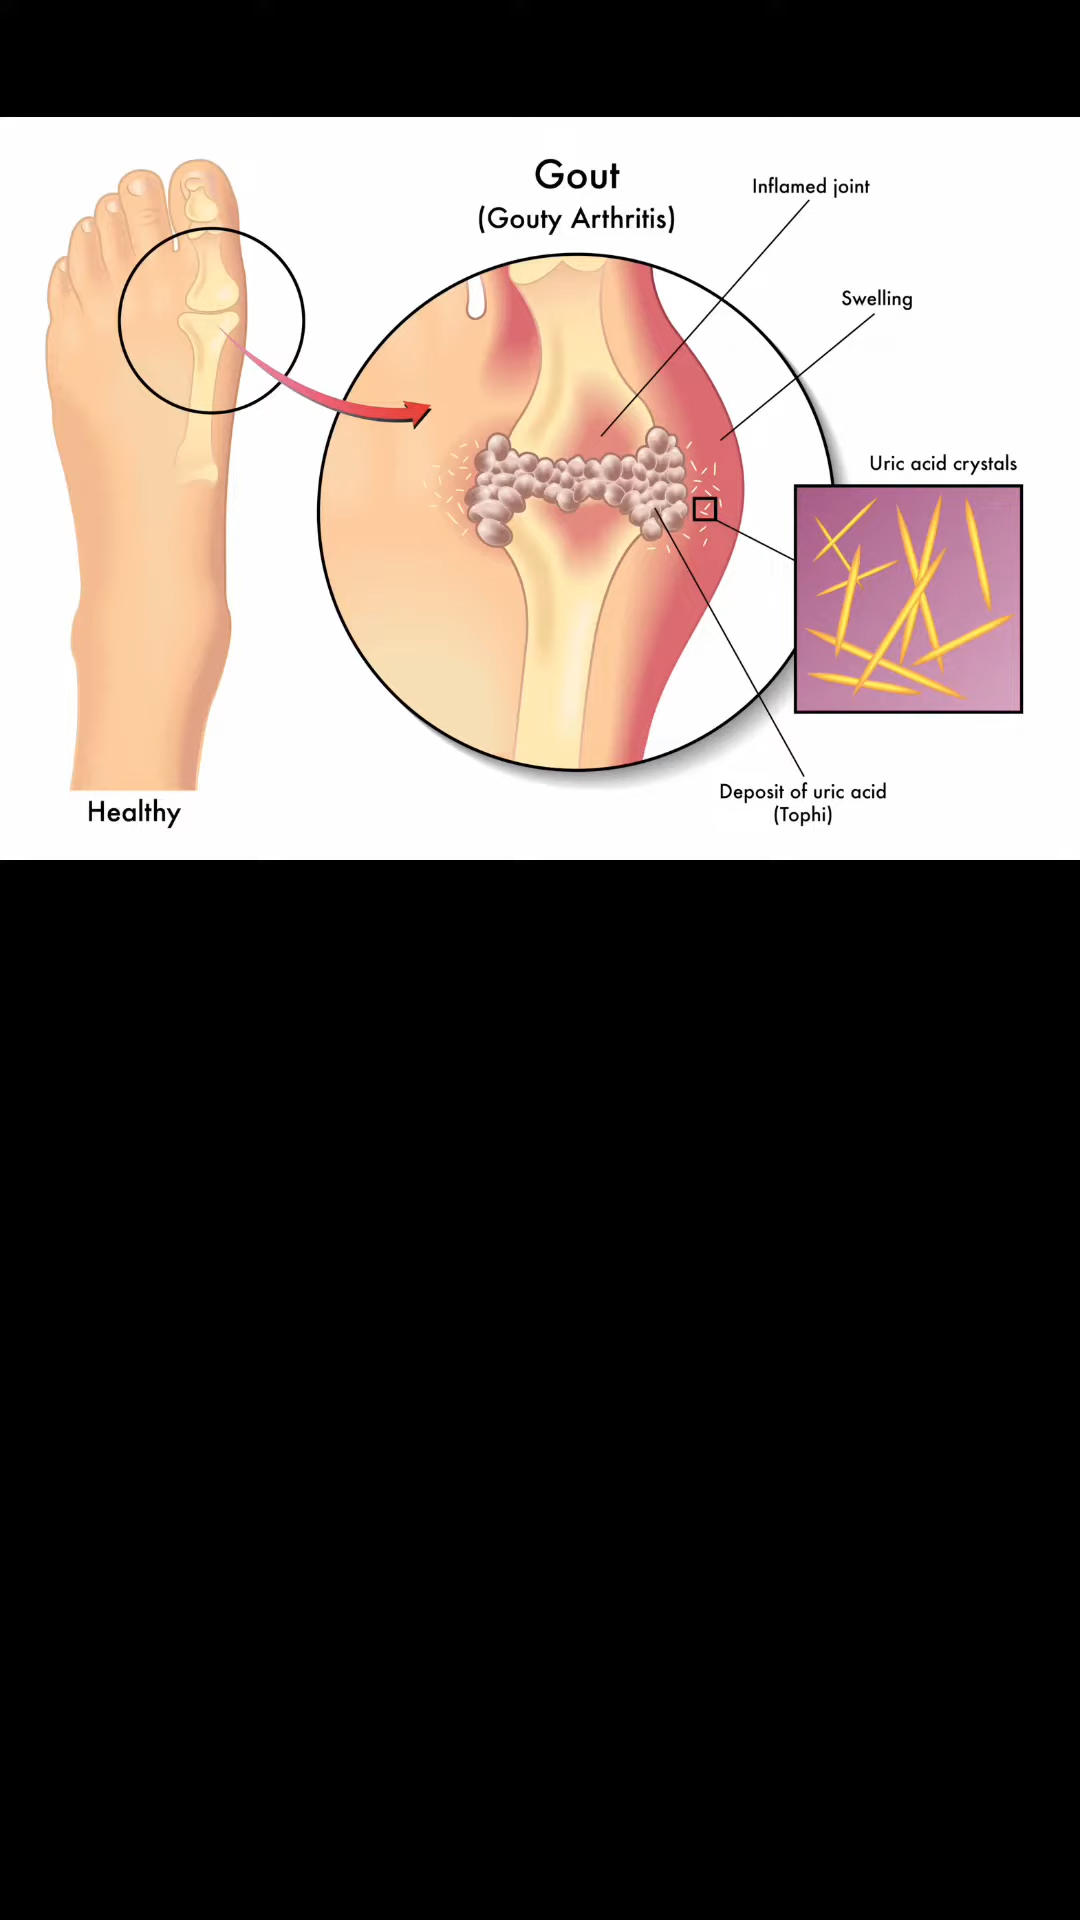 Gout
(Gouty Arthritis)
Inflamed joint
Swelling
Uric acid crystals
Deposit of uric acid
(Tophi)
Healthy